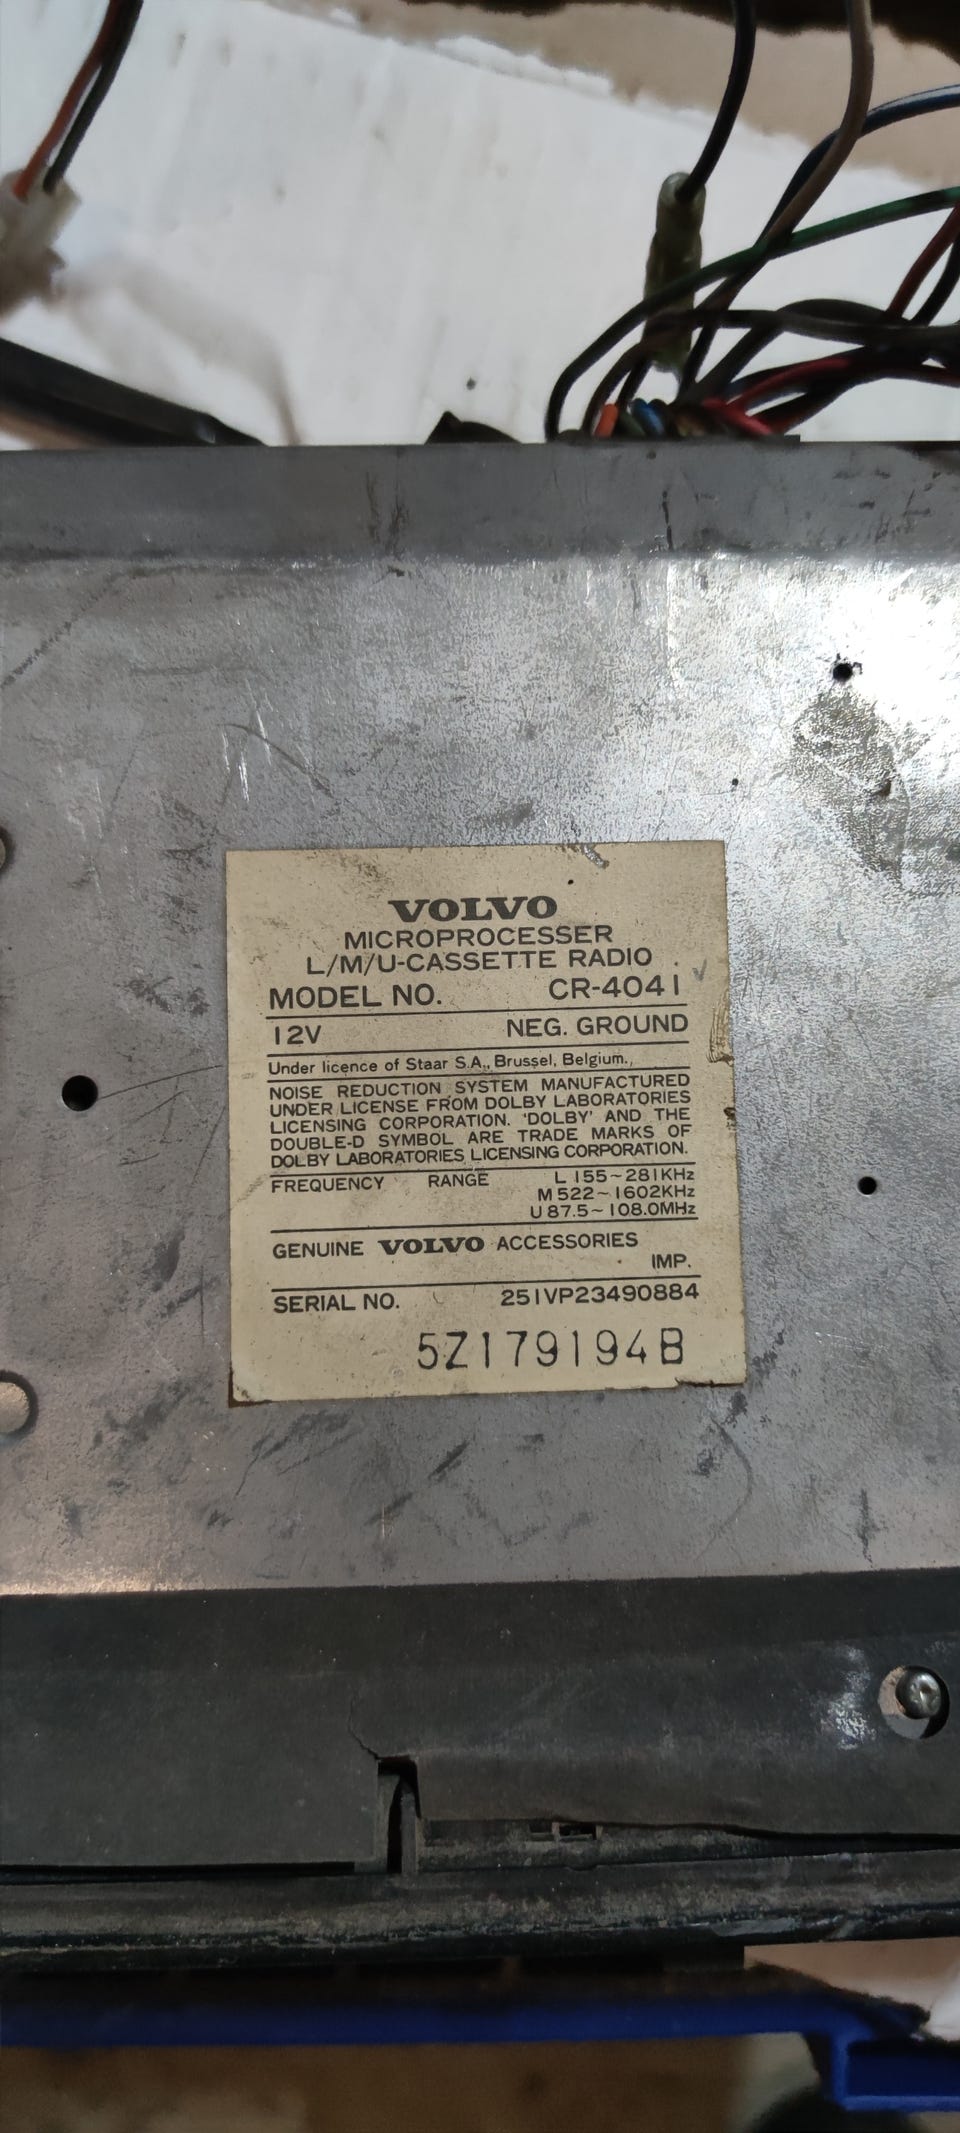 VOLVO
MICROPROCESSER
L/M/U-CASSETTE RADIO
MODEL NO. CR-4041
12V NEG. GROUND
Under licence of Staar S.A., Brussel, Belgium.
NOISE REDUCTION SYSTEM MANUFACTURED
UNDER LICENSE FROM DOLBY LABORATORIES
LICENSING CORPORATION. 'DOLBY' AND THE
DOUBLE-D SYMBOL ARE TRADE MARKS OF
DOLBY LABORATORIES LICENSING CORPORATION.
FREQUENCY RANGE L 155~281KHz
M 522~1602KHz
U 87.5~108.0MHz
GENUINE VOLVO ACCESSORIES
IMP.
SERIAL NO. 251VP23490884
5Z179194B